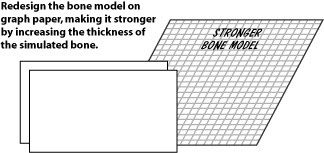 Redesign the bone model on
graph paper, making it stronger
by increasing the thickness of
the simulated bone.
STRONGER
BONE MODEL